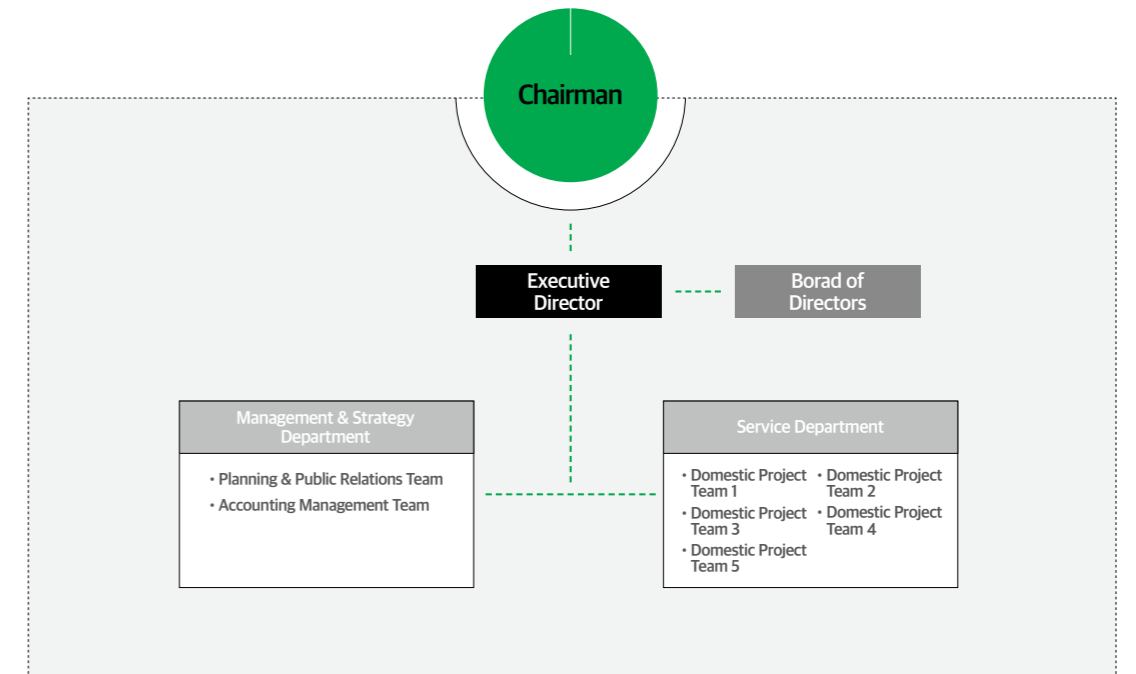 Chairman
Executive
Director
Borad of
Directors
Management & Strategy
Department
• Planning & Public Relations Team
• Accounting Management Team
Service Department
• Domestic Project
Team 1
• Domestic Project
Team 2
• Domestic Project
Team 3
• Domestic Project
Team 4
• Domestic Project
Team 5